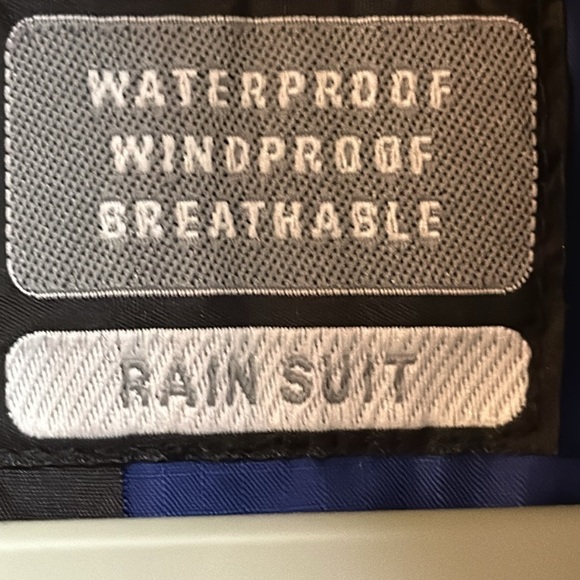 WATERPROOF
WINDPROOF
BREATHABLE
RAIN SUIT